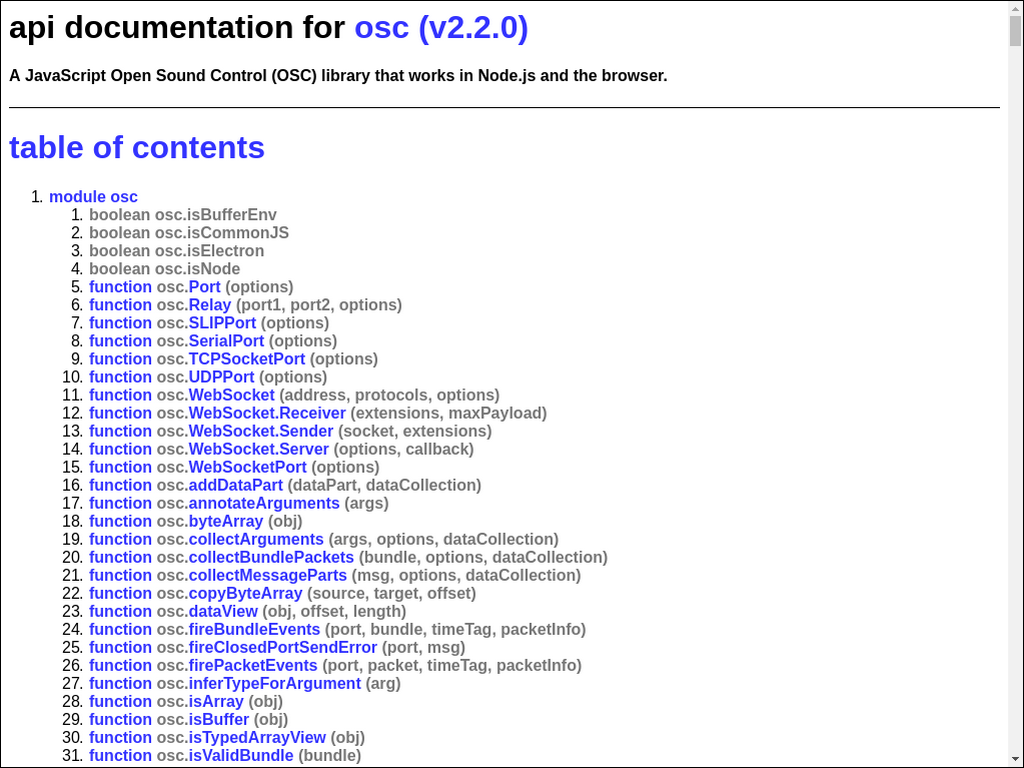 api documentation for osc (v2.2.0)
A JavaScript Open Sound Control (OSC) library that works in Node.js and the browser.
table of contents
1. module osc
1. boolean osc.isBufferEnv
2. boolean osc.isCommonJS
3. boolean osc.isElectron
4. boolean osc.isNode
5. function osc.Port (options)
6. function osc.Relay (port1, port2, options)
7. function osc.SLIPPort (options)
8. function osc.SerialPort (options)
9. function osc.TCPSocketPort (options)
10. function osc.UDPPort (options)
11. function osc.WebSocket (address, protocols, options)
12. function osc.WebSocket.Receiver (extensions, maxPayload)
13. function osc.WebSocket.Sender (socket, extensions)
14. function osc.WebSocket.Server (options, callback)
15. function osc.WebSocketPort (options)
16. function osc.addDataPart (dataPart, dataCollection)
17. function osc.annotateArguments (args)
18. function osc.byteArray (obj)
19. function osc.collectArguments (args, options, dataCollection)
20. function osc.collectBundlePackets (bundle, options, dataCollection)
21. function osc.collectMessageParts (msg, options, dataCollection)
22. function osc.copyByteArray (source, target, offset)
23. function osc.dataView (obj, offset, length)
24. function osc.fireBundleEvents (port, bundle, timeTag, packetInfo)
25. function osc.fireClosedPortSendError (port, msg)
26. function osc.firePacketEvents (port, packet, timeTag, packetInfo)
27. function osc.inferTypeForArgument (arg)
28. function osc.isArray (obj)
29. function osc.isBuffer (obj)
30. function osc.isTypedArrayView (obj)
31. function osc.isValidBundle (bundle)